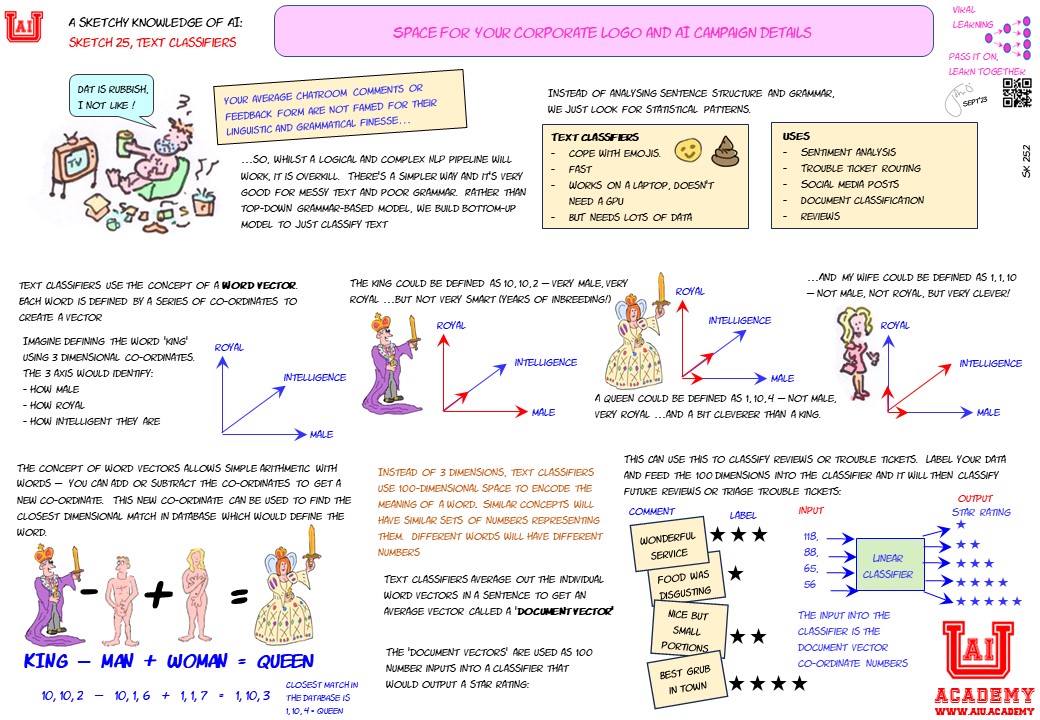 A SKETCHY KNOWLEDGE OF AI:
SKETCH 25, TEXT CLASSIFIERS
U
AI
SPACE FOR YOUR CORPORATE LOGO AND AI CAMPAIGN DETAILS
VIRAL
LEARNING
PASS IT ON,
LEARN TOGETHER
SEPT'23
SK 252
DAT IS RUBBISH,
I NOT LIKE !
TV
YOUR AVERAGE CHATROOM COMMENTS OR
FEEDBACK FORM ARE NOT FAMED FOR THEIR
LINGUISTIC AND GRAMMATICAL FINESSE...
...SO, WHILST A LOGICAL AND COMPLEX NLP PIPELINE WILL
WORK, IT IS OVERKILL. THERE'S A SIMPLER WAY AND IT'S VERY
GOOD FOR MESSY TEXT AND POOR GRAMMAR. RATHER THAN
TOP-DOWN GRAMMAR-BASED MODEL, WE BUILD BOTTOM-UP
MODEL TO JUST CLASSIFY TEXT
INSTEAD OF ANALYSING SENTENCE STRUCTURE AND GRAMMAR,
WE JUST LOOK FOR STATISTICAL PATTERNS.
TEXT CLASSIFIERS
- COPE WITH EMOJIS.
- FAST
- WORKS ON A LAPTOP, DOESN'T
NEED A GPU
- BUT NEEDS LOTS OF DATA
USES
- SENTIMENT ANALYSIS
- TROUBLE TICKET ROUTING
- SOCIAL MEDIA POSTS
- DOCUMENT CLASSIFICATION
- REVIEWS
TEXT CLASSIFIERS USE THE CONCEPT OF A WORD VECTOR.
EACH WORD IS DEFINED BY A SERIES OF CO-ORDINATES TO
CREATE A VECTOR
IMAGINE DEFINING THE WORD 'KING'
USING 3 DIMENSIONAL CO-ORDINATES.
THE 3 AXIS WOULD IDENTIFY:
- HOW MALE
- HOW ROYAL
- HOW INTELLIGENT THEY ARE
ROYAL
INTELLIGENCE
MALE
THE KING COULD BE DEFINED AS 10,10,2 – VERY MALE, VERY
ROYAL ...BUT NOT VERY SMART (YEARS OF INBREEDING!)
ROYAL
INTELLIGENCE
MALE
ROYAL
INTELLIGENCE
MALE
A QUEEN COULD BE DEFINED AS 1,10,4 – NOT MALE,
VERY ROYAL ...AND A BIT CLEVERER THAN A KING.
...AND MY WIFE COULD BE DEFINED AS 1,1,10
– NOT MALE, NOT ROYAL, BUT VERY CLEVER!
ROYAL
INTELLIGENCE
MALE
THE CONCEPT OF WORD VECTORS ALLOWS SIMPLE ARITHMETIC WITH
WORDS – YOU CAN ADD OR SUBTRACT THE CO-ORDINATES TO GET A
NEW CO-ORDINATE. THIS NEW CO-ORDINATE CAN BE USED TO FIND THE
CLOSEST DIMENSIONAL MATCH IN DATABASE WHICH WOULD DEFINE THE
WORD.
- + =
KING – MAN + WOMAN = QUEEN
10,10,2 – 10,1,6 + 1,1,7 = 1,10,3
CLOSEST MATCH IN
THE DATABASE IS
1,10,4 = QUEEN
INSTEAD OF 3 DIMENSIONS, TEXT CLASSIFIERS
USE 100-DIMENSIONAL SPACE TO ENCODE THE
MEANING OF A WORD. SIMILAR CONCEPTS WILL
HAVE SIMILAR SETS OF NUMBERS REPRESENTING
THEM. DIFFERENT WORDS WILL HAVE DIFFERENT
NUMBERS
TEXT CLASSIFIERS AVERAGE OUT THE INDIVIDUAL
WORD VECTORS IN A SENTENCE TO GET AN
AVERAGE VECTOR CALLED A 'DOCUMENT VECTOR'
THE 'DOCUMENT VECTORS' ARE USED AS 100
NUMBER INPUTS INTO A CLASSIFIER THAT
WOULD OUTPUT A STAR RATING:
THIS CAN USE THIS TO CLASSIFY REVIEWS OR TROUBLE TICKETS. LABEL YOUR DATA
AND FEED THE 100 DIMENSIONS INTO THE CLASSIFIER AND IT WILL THEN CLASSIFY
FUTURE REVIEWS OR TRIAGE TROUBLE TICKETS:
COMMENT
LABEL
WONDERFUL
SERVICE
FOOD WAS
DISGUSTING
NICE BUT
SMALL
PORTIONS
BEST GRUB
IN TOWN
INPUT
118,
88,
65,
56
LINEAR
CLASSIFIER
OUTPUT
STAR RATING
THE INPUT INTO THE
CLASSIFIER IS THE
DOCUMENT VECTOR
CO-ORDINATE NUMBERS
U
AI
ACADEMY
WWW.AIU.ACADEMY